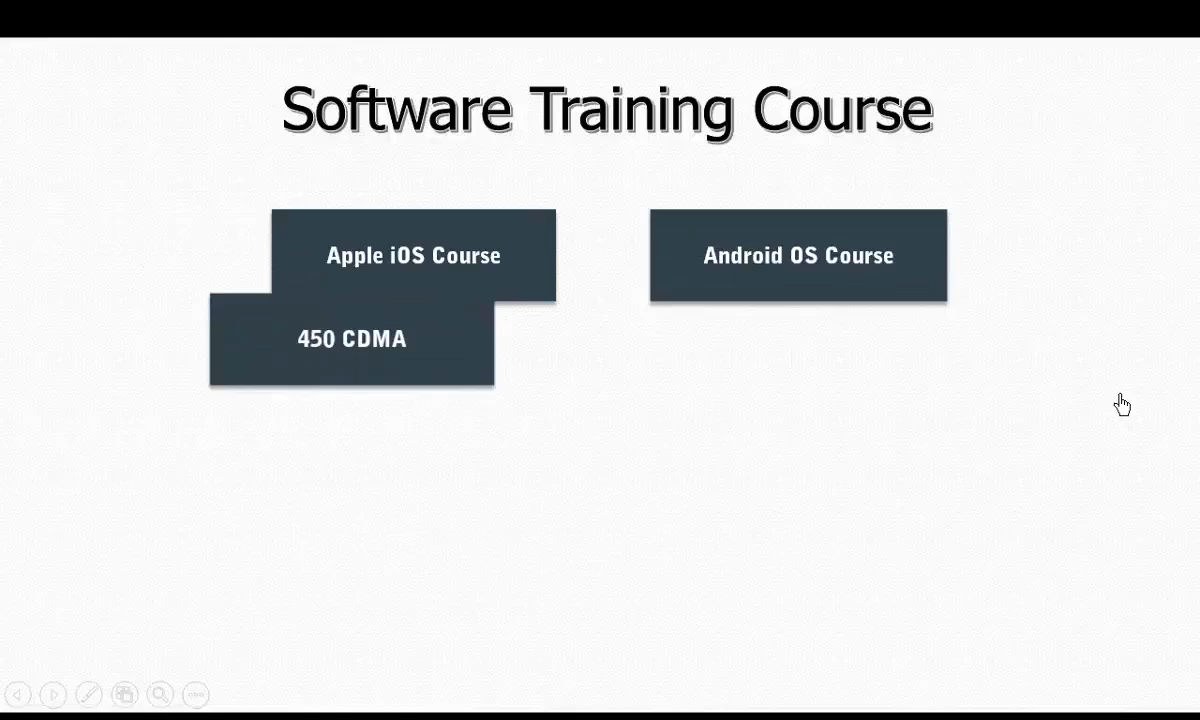 Software Training Course
Apple iOS Course
Android OS Course
450 CDMA